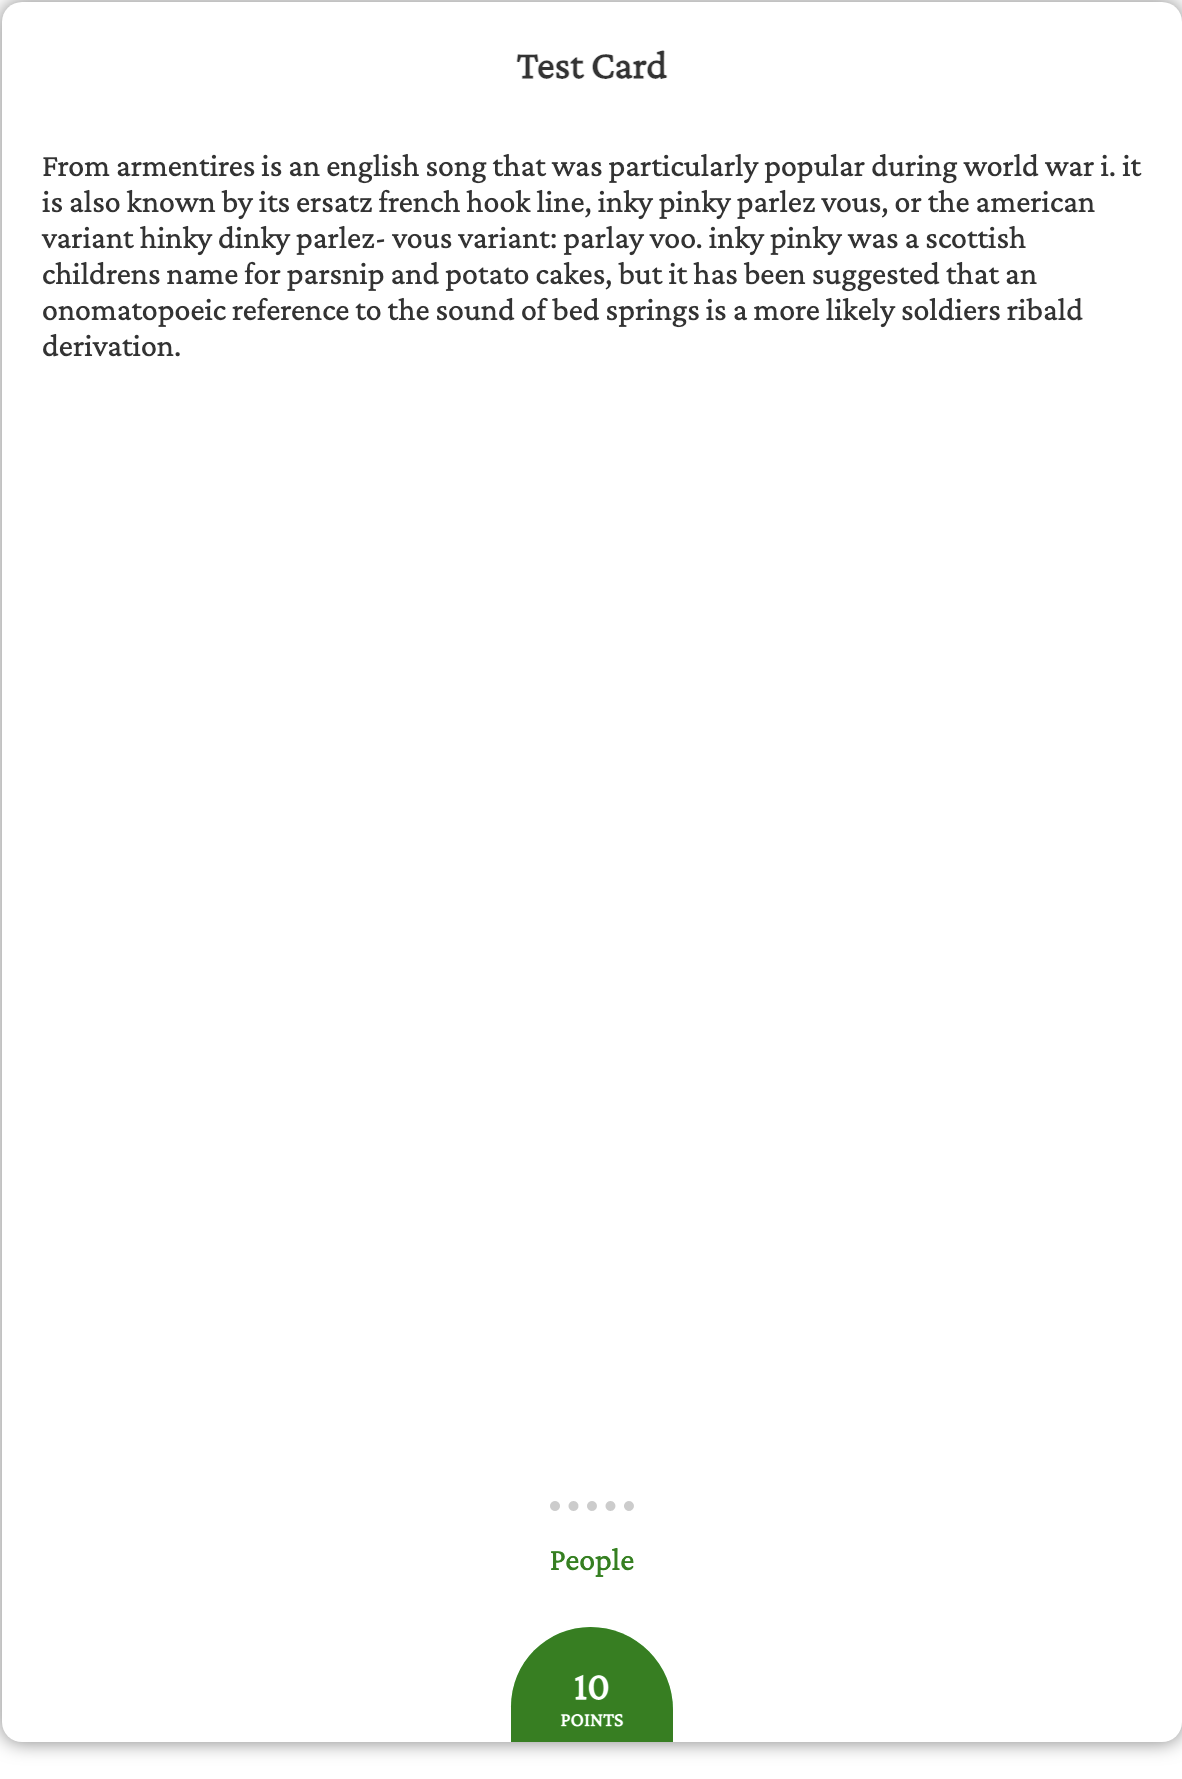 Test Card
From armentires is an english song that was particularly popular during world war i. it
is also known by its ersatz french hook line, inky pinky parlez vous, or the american
variant hinky dinky parlez- vous variant: parlay voo. inky pinky was a scottish
childrens name for parsnip and potato cakes, but it has been suggested that an
onomatopoeic reference to the sound of bed springs is a more likely soldiers ribald
derivation.
People
10
POINTS